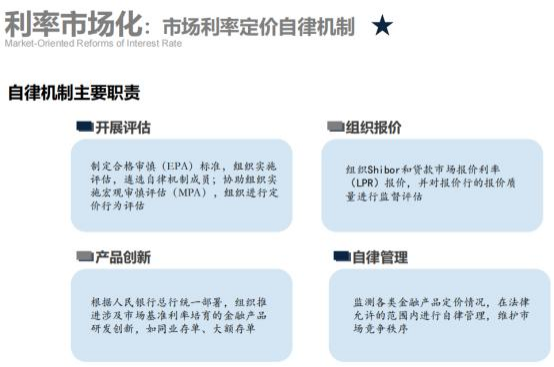 利率市场化：市场利率定价自律机制
Market-Oriented Reforms of Interest Rate
自律机制主要职责
开展评估
制定合格审慎（EPA）标准，组织实施
评估，遴选自律机制成员；协助组织实
施宏观审慎评估（MPA），组织进行定
价行为评估
组织报价
组织Shibor和贷款市场报价利率
（LPR）报价，并对报价行的报价质
量进行监督评估
产品创新
根据人民银行总行统一部署，组织推
进涉及市场基准利率培育的金融产品
研发创新，如同业存单、大额存单
自律管理
监测各类金融产品定价情况，在法律
允许的范围内进行自律管理，维护市
场竞争秩序